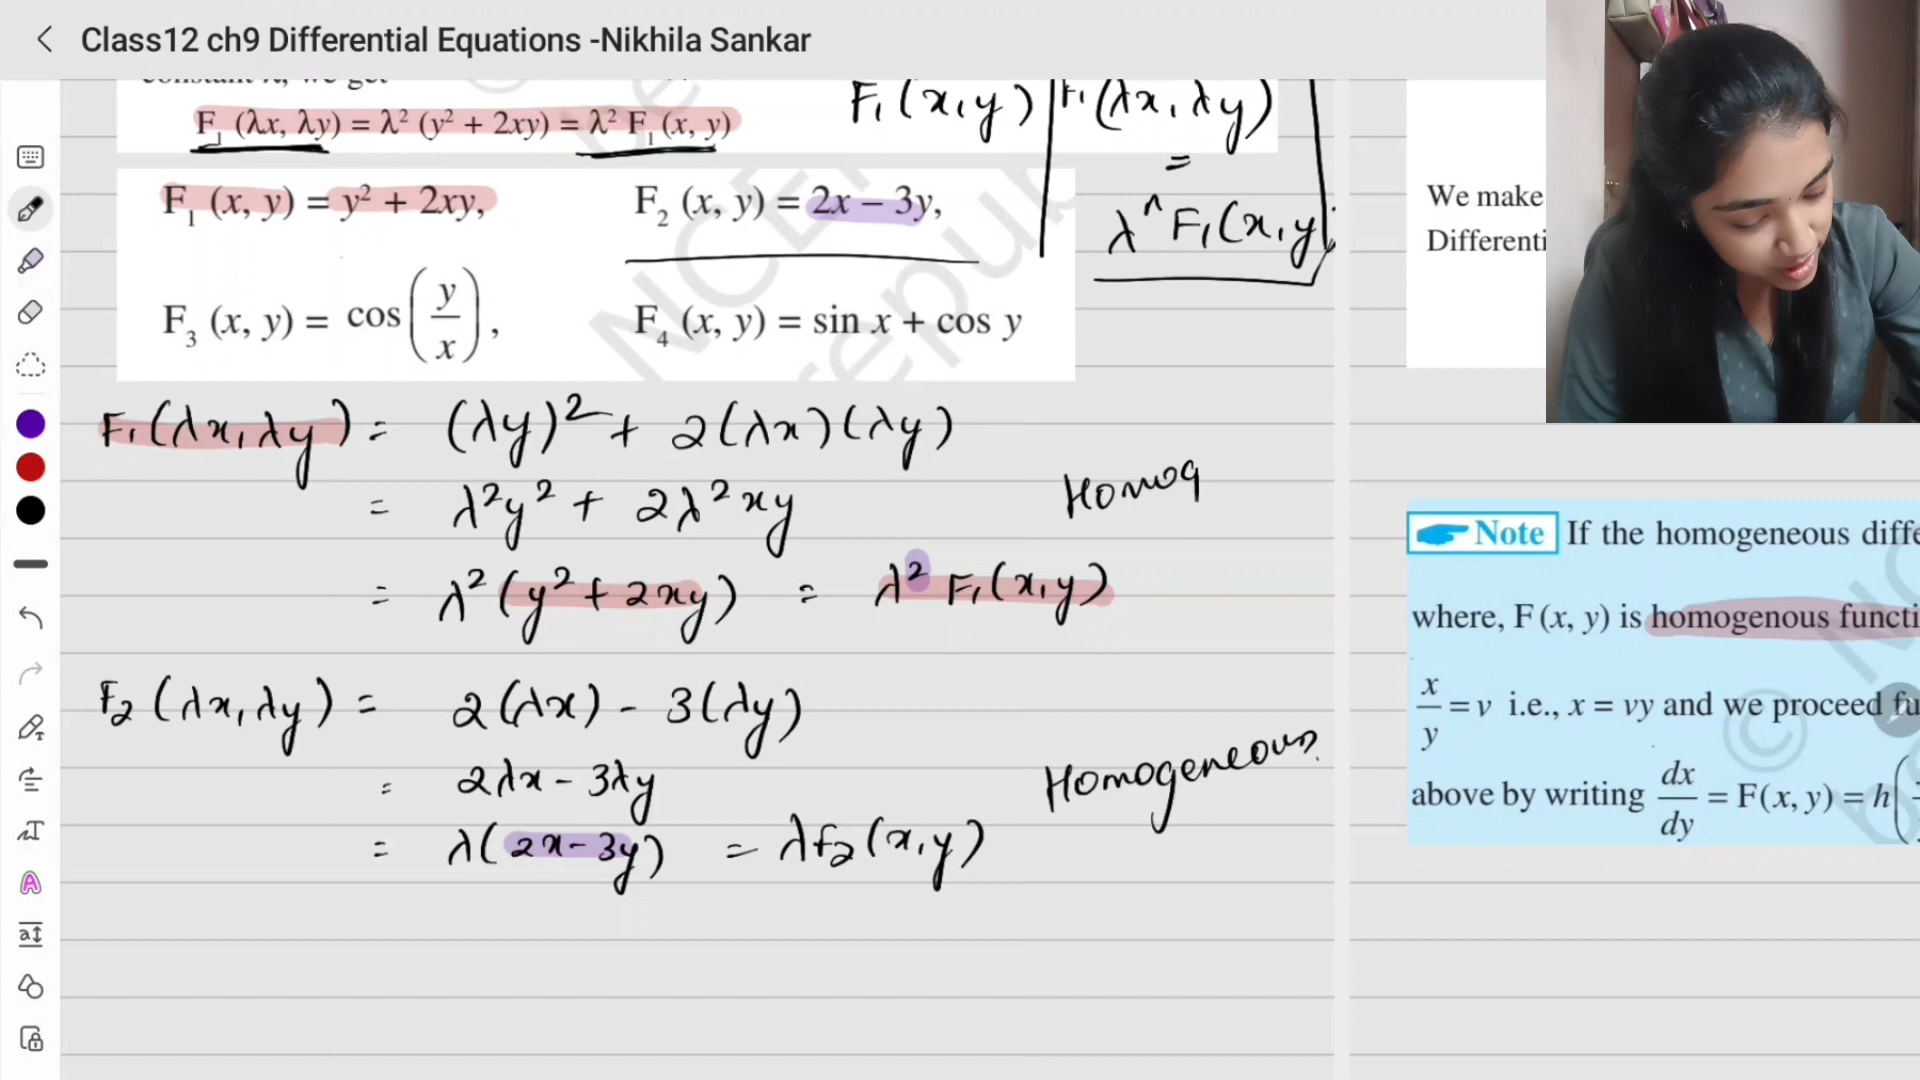 Class12 ch9 Differential Equations -Nikhila Sankar
F₁ (λx, λy) = λ² (y² + 2xy) = λ² F₁ (x, y)
F₁(x,y) | F₁(λx,λy)
=
λⁿ F₁(x,y)
F₁ (x, y) = y² + 2xy, F₂ (x, y) = 2x – 3y,
F₃ (x, y) = cos(y/x), F₄ (x, y) = sin x + cos y
F₁(λx,λy) = (λy)² + 2(λx)(λy)
= λ²y² + 2λ²xy
Homog
= λ²(y²+2xy) = λ² F₁(x,y)
F₂(λx,λy) = 2(λx) - 3(λy)
= 2λx - 3λy
Homogeneous.
= λ(2x-3y) = λf₂(x,y)
We make
Differenti
Note If the homogeneous diffe
where, F (x, y) is homogenous functi
x/y = v i.e., x = vy and we proceed fu
above by writing dx/dy = F(x, y) = h(